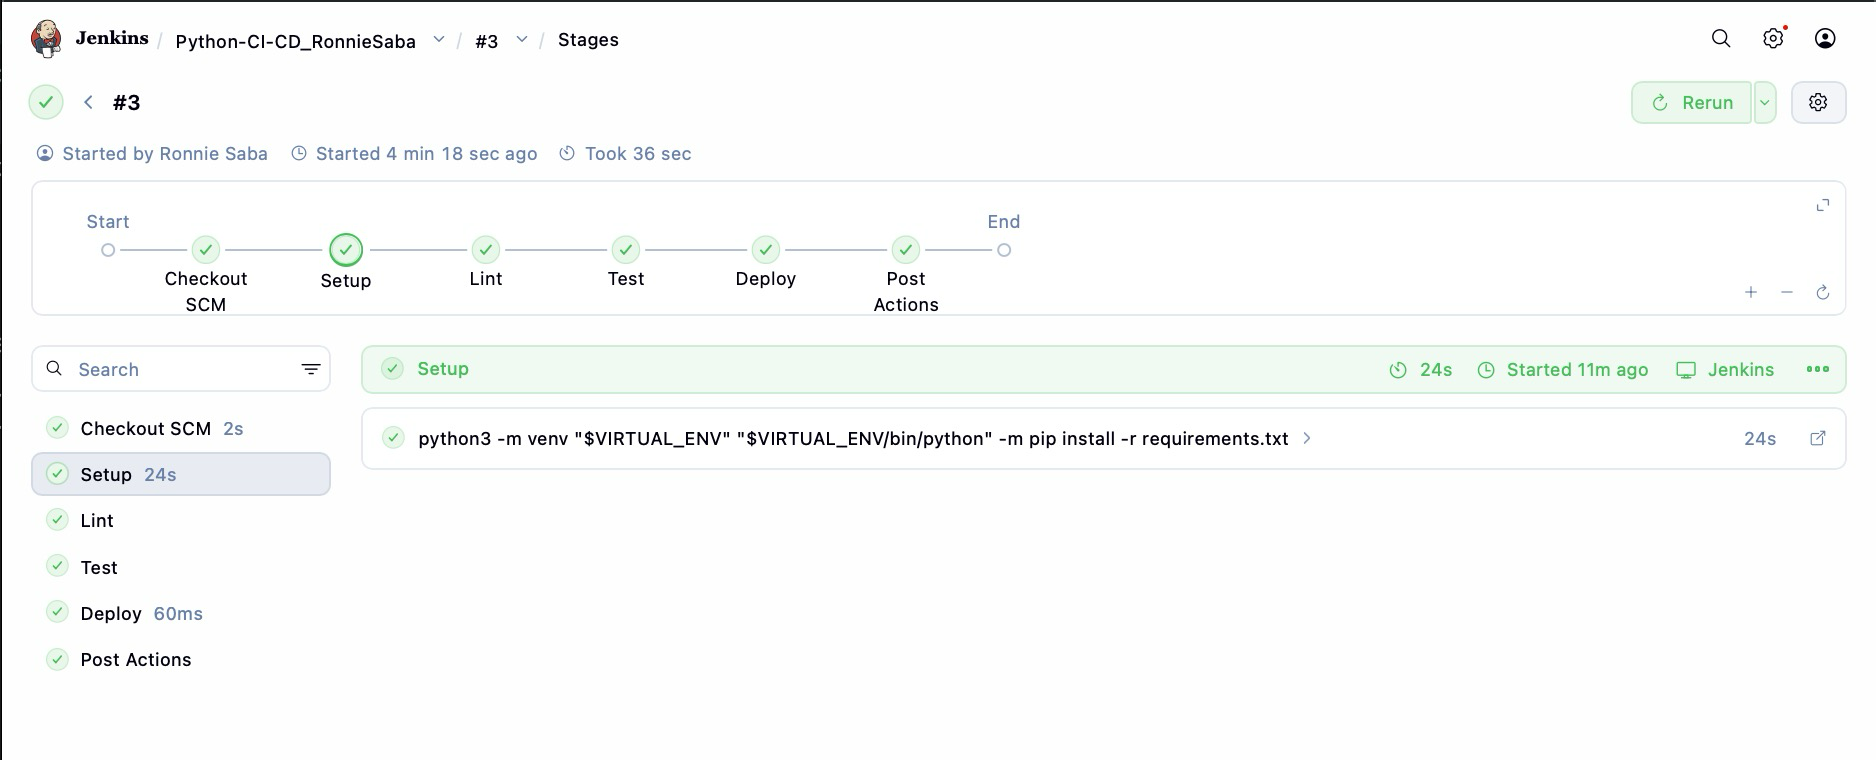 Jenkins / Python-CI-CD_RonnieSaba / #3 / Stages
#3
Rerun
Started by Ronnie Saba Started 4 min 18 sec ago Took 36 sec
Start
End
Checkout SCM
Setup
Lint
Test
Deploy
Post Actions
Search
Checkout SCM 2s
Setup 24s
Lint
Test
Deploy 60ms
Post Actions
Setup 24s Started 11m ago Jenkins
python3 -m venv "$VIRTUAL_ENV" "$VIRTUAL_ENV/bin/python" -m pip install -r requirements.txt 24s